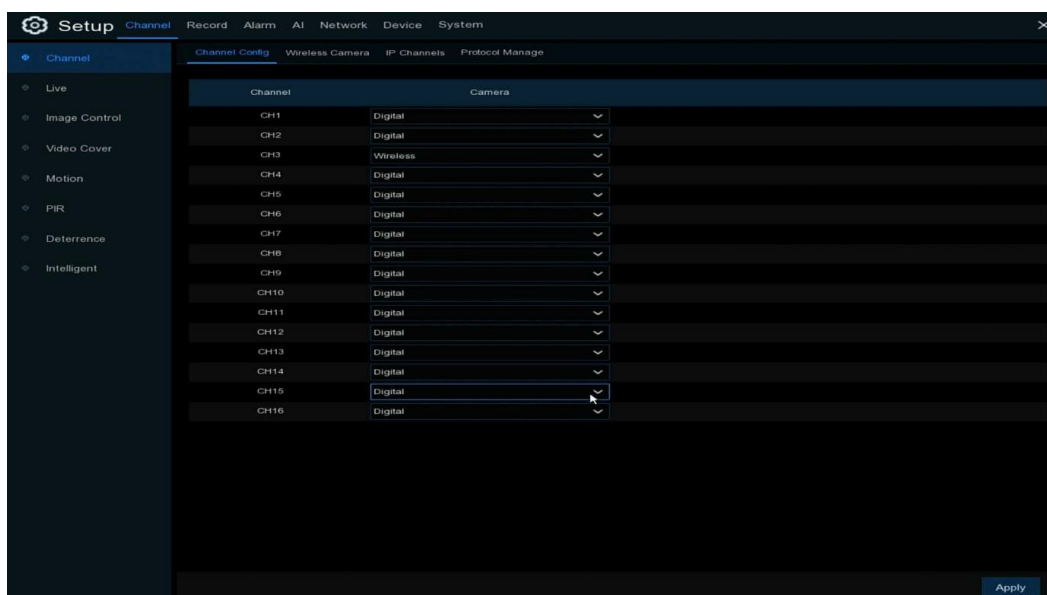 Setup Channel Record Alarm AI Network Device System
Channel Config Wireless Camera IP Channels Protocol Manage
Channel
Live
Image Control
Video Cover
Motion
PIR
Deterrence
Intelligent
Channel Camera
CH1 Digital
CH2 Digital
CH3 Wireless
CH4 Digital
CH5 Digital
CH6 Digital
CH7 Digital
CH8 Digital
CH9 Digital
CH10 Digital
CH11 Digital
CH12 Digital
CH13 Digital
CH14 Digital
CH15 Digital
CH16 Digital
Apply